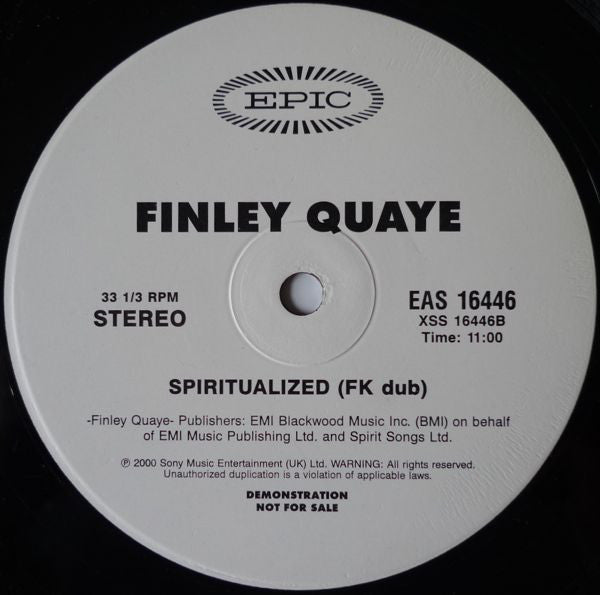 EPIC
FINLEY QUAYE
33 1/3 RPM
STEREO
EAS 16446
XSS 16446B
Time: 11:00
SPIRITUALIZED (FK dub)
-Finley Quaye- Publishers: EMI Blackwood Music Inc. (BMI) on behalf
of EMI Music Publishing Ltd. and Spirit Songs Ltd.
℗ 2000 Sony Music Entertainment (UK) Ltd. WARNING: All rights reserved.
Unauthorized duplication is a violation of applicable laws.
DEMONSTRATION
NOT FOR SALE